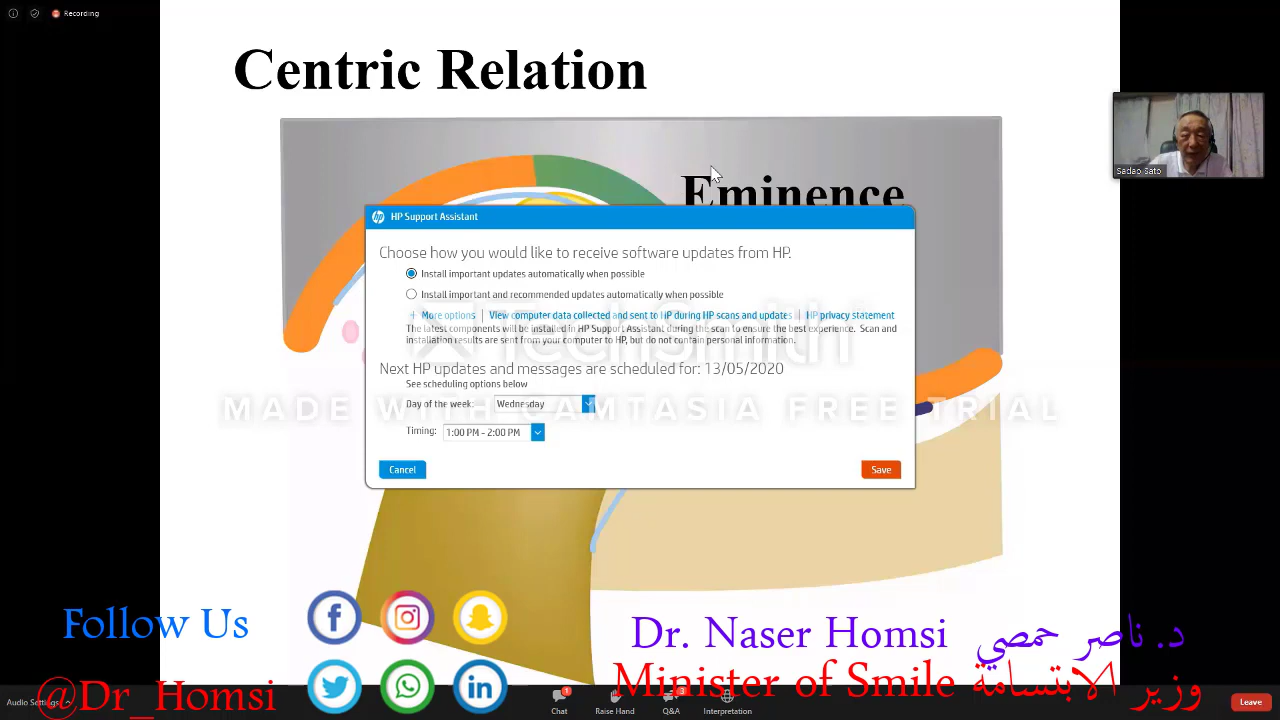 Recording
Centric Relation
Sadao Sato
Eminence
HP Support Assistant
Choose how you would like to receive software updates from HP.
Install important updates automatically when possible
Install important and recommended updates automatically when possible
+ More options | View computer data collected and sent to HP during HP scans and updates | HP privacy statement
The latest components will be installed in HP Support Assistant during the scan to ensure the best experience. Scan and
installation results are sent from your computer to HP, but do not contain personal information.
TechSmith
Next HP updates and messages are scheduled for: 13/05/2020
See scheduling options below
Day of the week: Wednesday
MADE WITH CAMTASIA FREE TRIAL
Timing: 1:00 PM - 2:00 PM
Cancel
Save
Follow Us
Dr. Naser Homsi د. ناصر حمصي
@Dr_Homsi
Minister of Smile وزير الابتسامة
Audio Settings
Chat 1
Raise Hand
Q&A 3
Interpretation
Leave